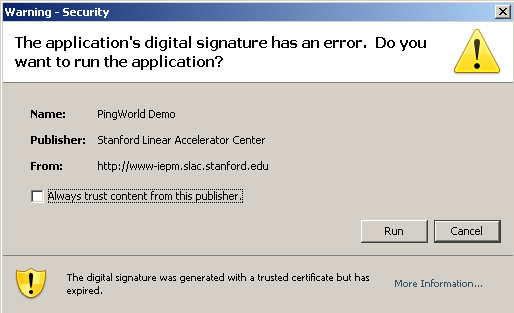 Warning - Security
The application's digital signature has an error.  Do you
want to run the application?
Name: PingWorld Demo
Publisher: Stanford Linear Accelerator Center
From: http://www-iepm.slac.stanford.edu
Always trust content from this publisher.
Run Cancel
The digital signature was generated with a trusted certificate but has
expired.
More Information...